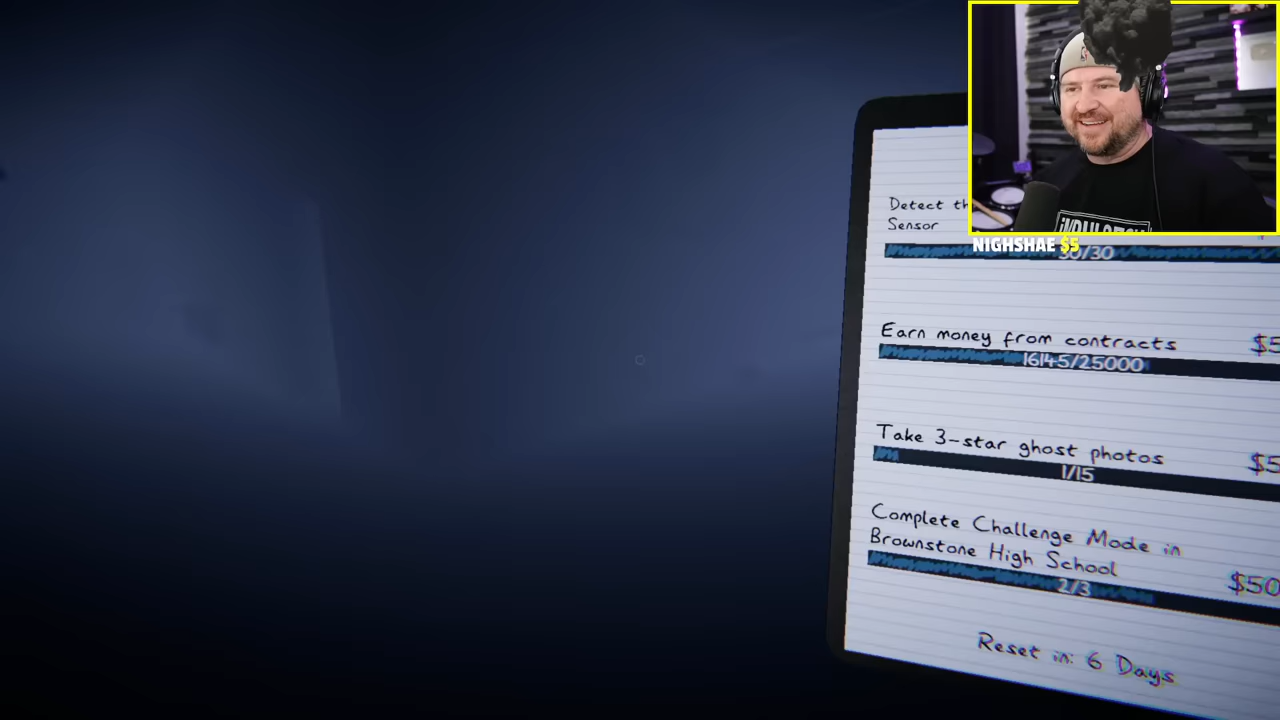 Detect th
Sensor
30/30
NIGHSHAE $5
Earn money from contracts $5
16145/25000
Take 3-star ghost photos $5
1/15
Complete Challenge Mode in
Brownstone High School $50
2/3
Reset in: 6 Days